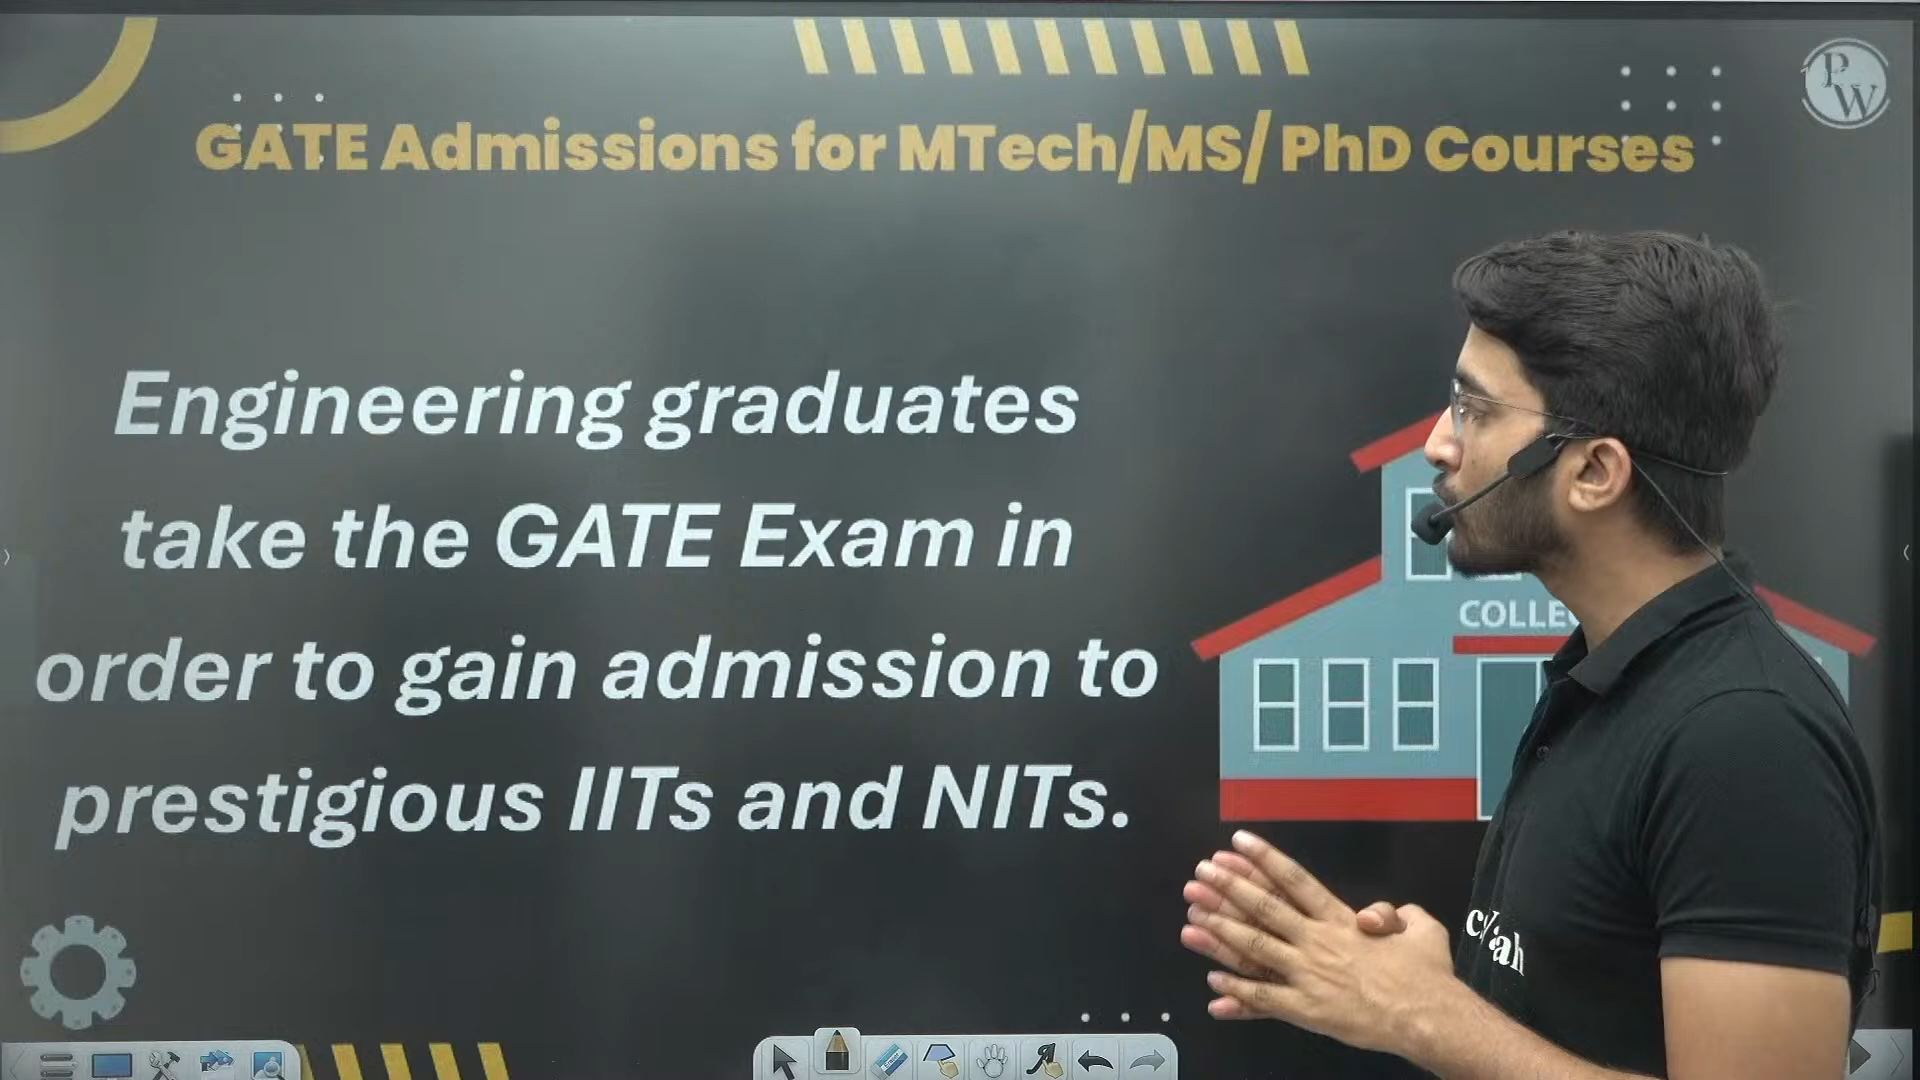 PW
GATE Admissions for MTech/MS/ PhD Courses
Engineering graduates
take the GATE Exam in
order to gain admission to
prestigious IITs and NITs.